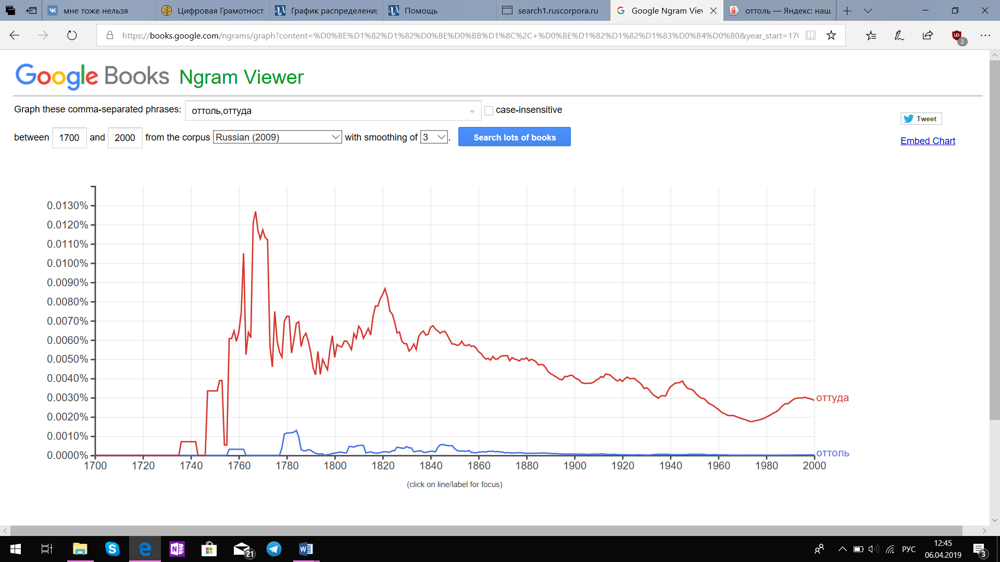 мне тоже нельзя
Цифровая Грамотност
График распределени
Помощь
search1.ruscorpora.ru
Google Ngram Viev
оттоль — Яндекс: наш
https://books.google.com/ngrams/graph?content=%D0%BE%D1%82%D1%82%D0%BE%D0%BB%D1%8C%2C+%D0%BE%D1%82%D1%82%D1%83%D0%B4%D0%B0&year_start=170
2
Google Books Ngram Viewer
Graph these comma-separated phrases: оттоль,оттуда case-insensitive
between 1700 and 2000 from the corpus Russian (2009) with smoothing of 3 . Search lots of books
Tweet
Embed Chart
0.0130%
0.0120%
0.0110%
0.0100%
0.0090%
0.0080%
0.0070%
0.0060%
0.0050%
0.0040%
0.0030%
0.0020%
0.0010%
0.0000%
оттуда
оттоль
1700 1720 1740 1760 1780 1800 1820 1840 1860 1880 1900 1920 1940 1960 1980 2000
(click on line/label for focus)
21
РУС
12:45
06.04.2019
3